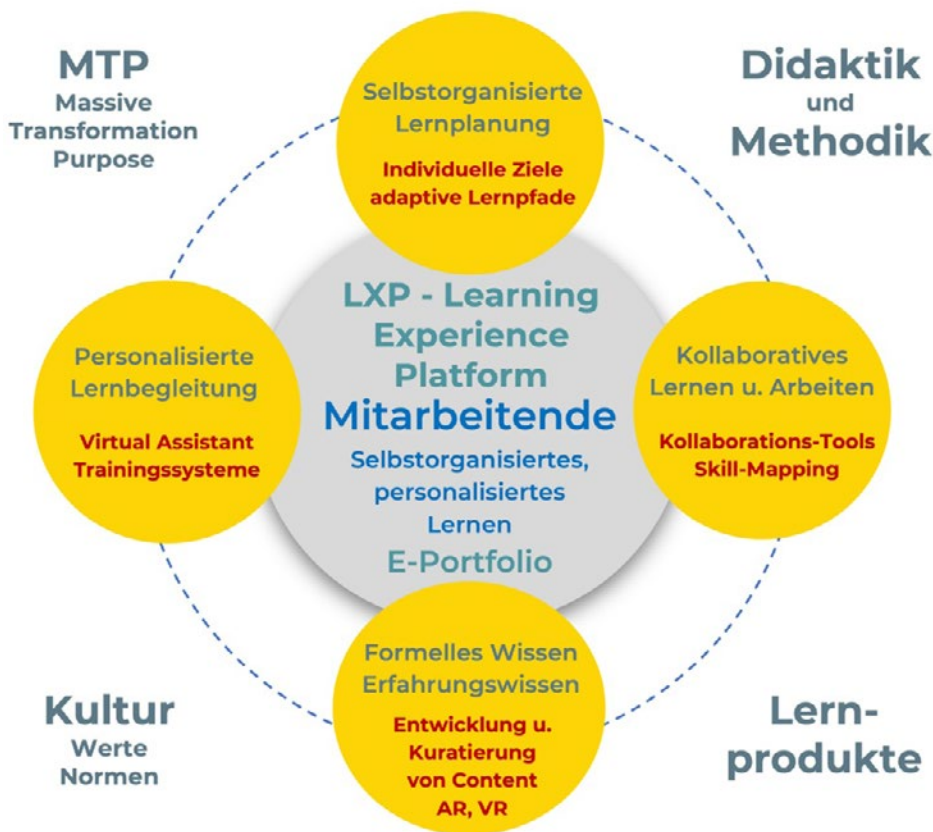 MTP
Massive
Transformation
Purpose
Selbstorganisierte
Lernplanung
Individuelle Ziele
adaptive Lernpfade
Didaktik
und
Methodik
Personalisierte
Lernbegleitung
Virtual Assistant
Trainingssysteme
LXP - Learning
Experience
Platform
Mitarbeitende
Selbstorganisiertes,
personalisiertes
Lernen
E-Portfolio
Kollaboratives
Lernen u. Arbeiten
Kollaborations-Tools
Skill-Mapping
Kultur
Werte
Normen
Formelles Wissen
Erfahrungswissen
Entwicklung u.
Kuratierung
von Content
AR, VR
Lern-
produkte